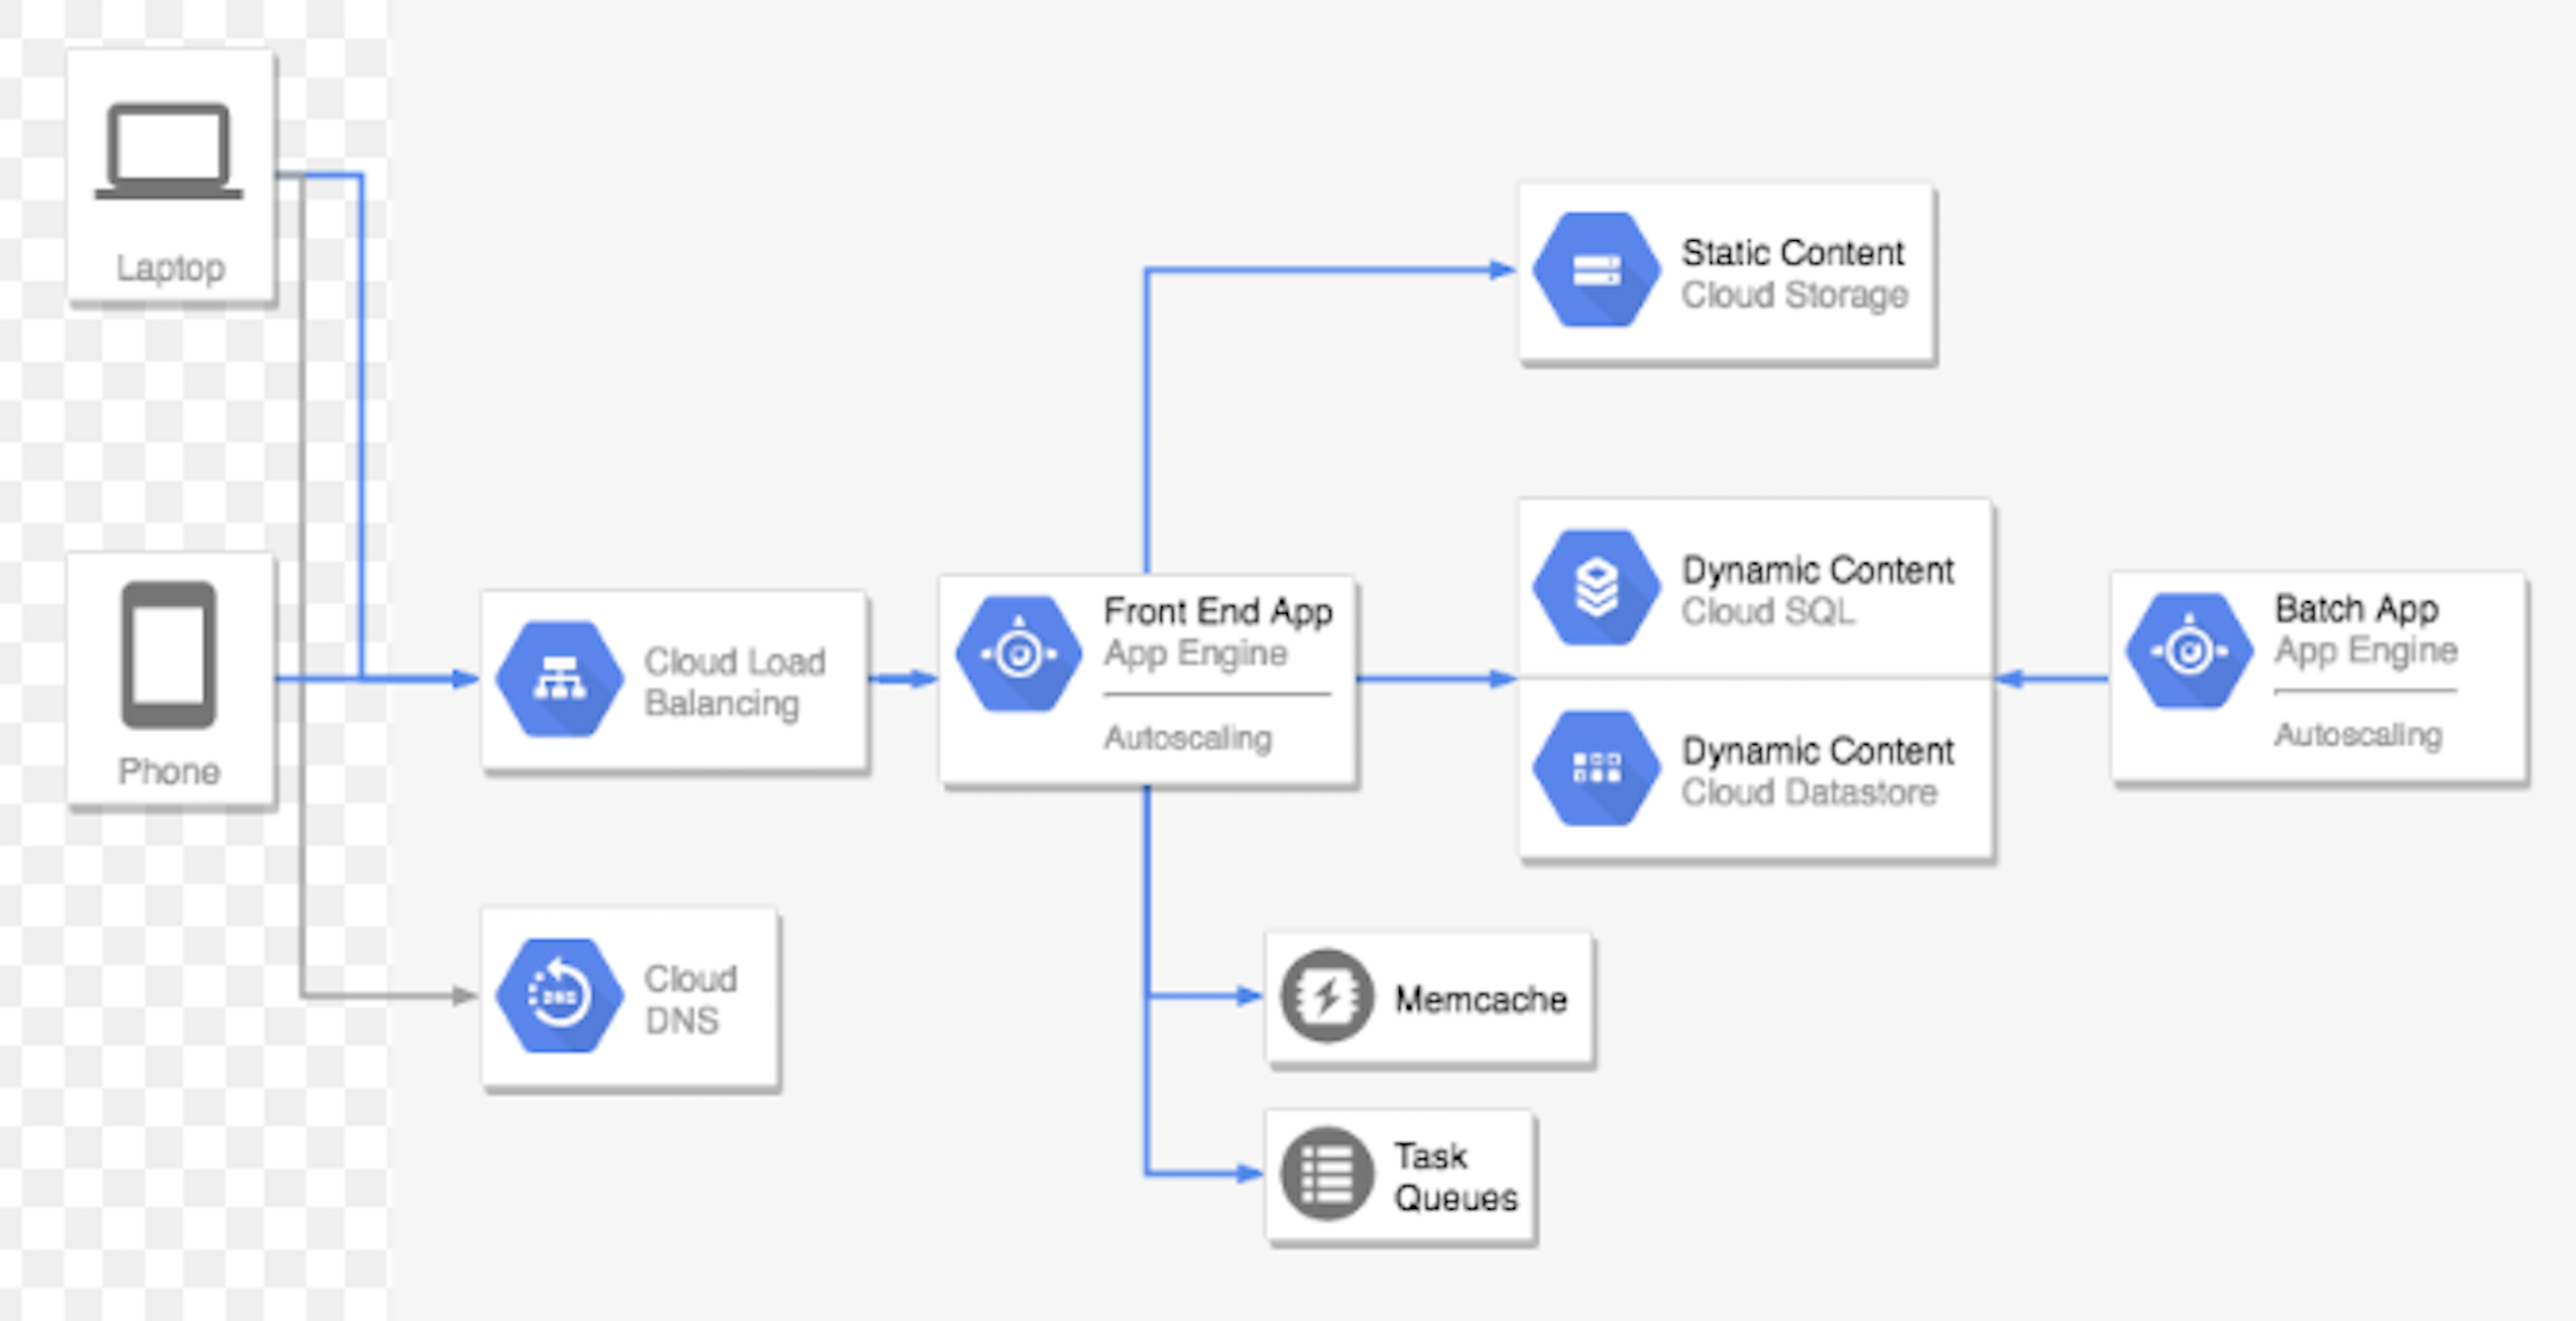 Laptop
Phone
Cloud Load
Balancing
Cloud
DNS
Front End App
App Engine
Autoscaling
Static Content
Cloud Storage
Dynamic Content
Cloud SQL
Dynamic Content
Cloud Datastore
Memcache
Task
Queues
Batch App
App Engine
Autoscaling